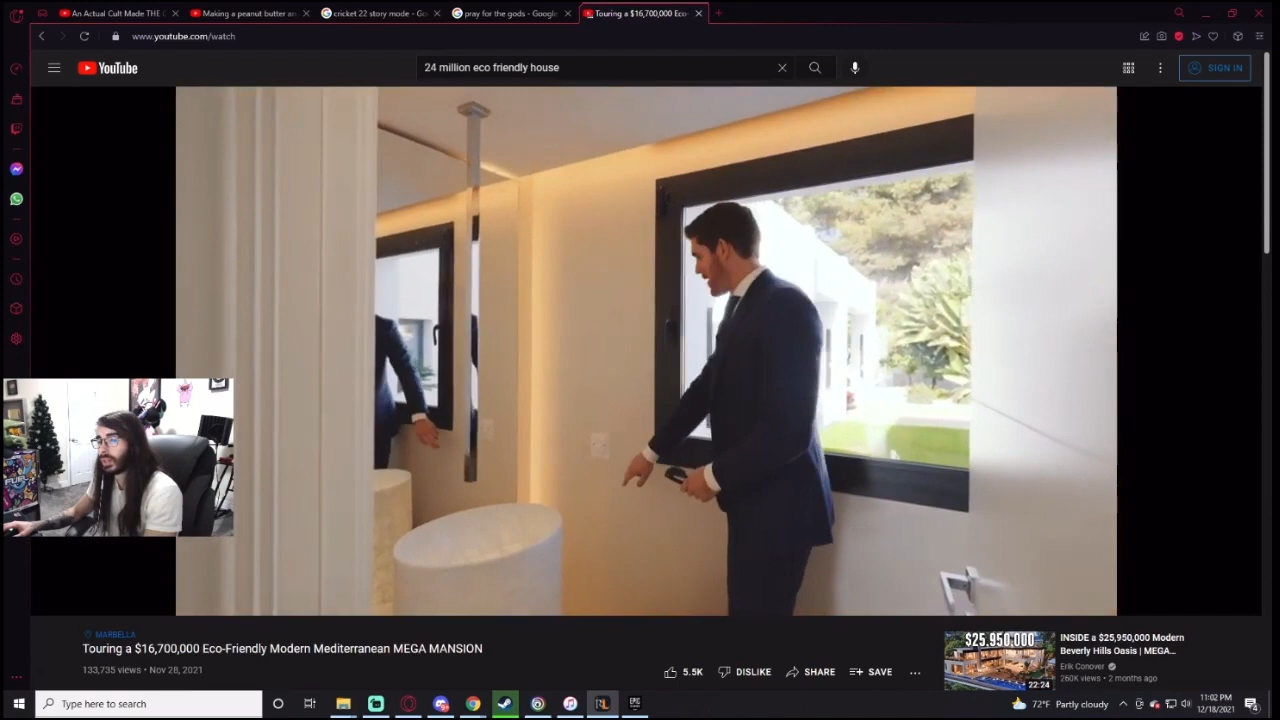 An Actual Cult Made THE G
Making a peanut butter an
cricket 22 story mode - Go
pray for the gods - Google
Touring a $16,700,000 Eco-
www.youtube.com/watch
YouTube
24 million eco friendly house
SIGN IN
MARBELLA
Touring a $16,700,000 Eco-Friendly Modern Mediterranean MEGA MANSION
133,735 views • Nov 28, 2021
5.5K
DISLIKE
SHARE
SAVE
$25,950,000
22:24
INSIDE a $25,950,000 Modern
Beverly Hills Oasis | MEGA...
Erik Conover
260K views • 2 months ago
Type here to search
EPIC
72°F Partly cloudy
11:02 PM
12/18/2021